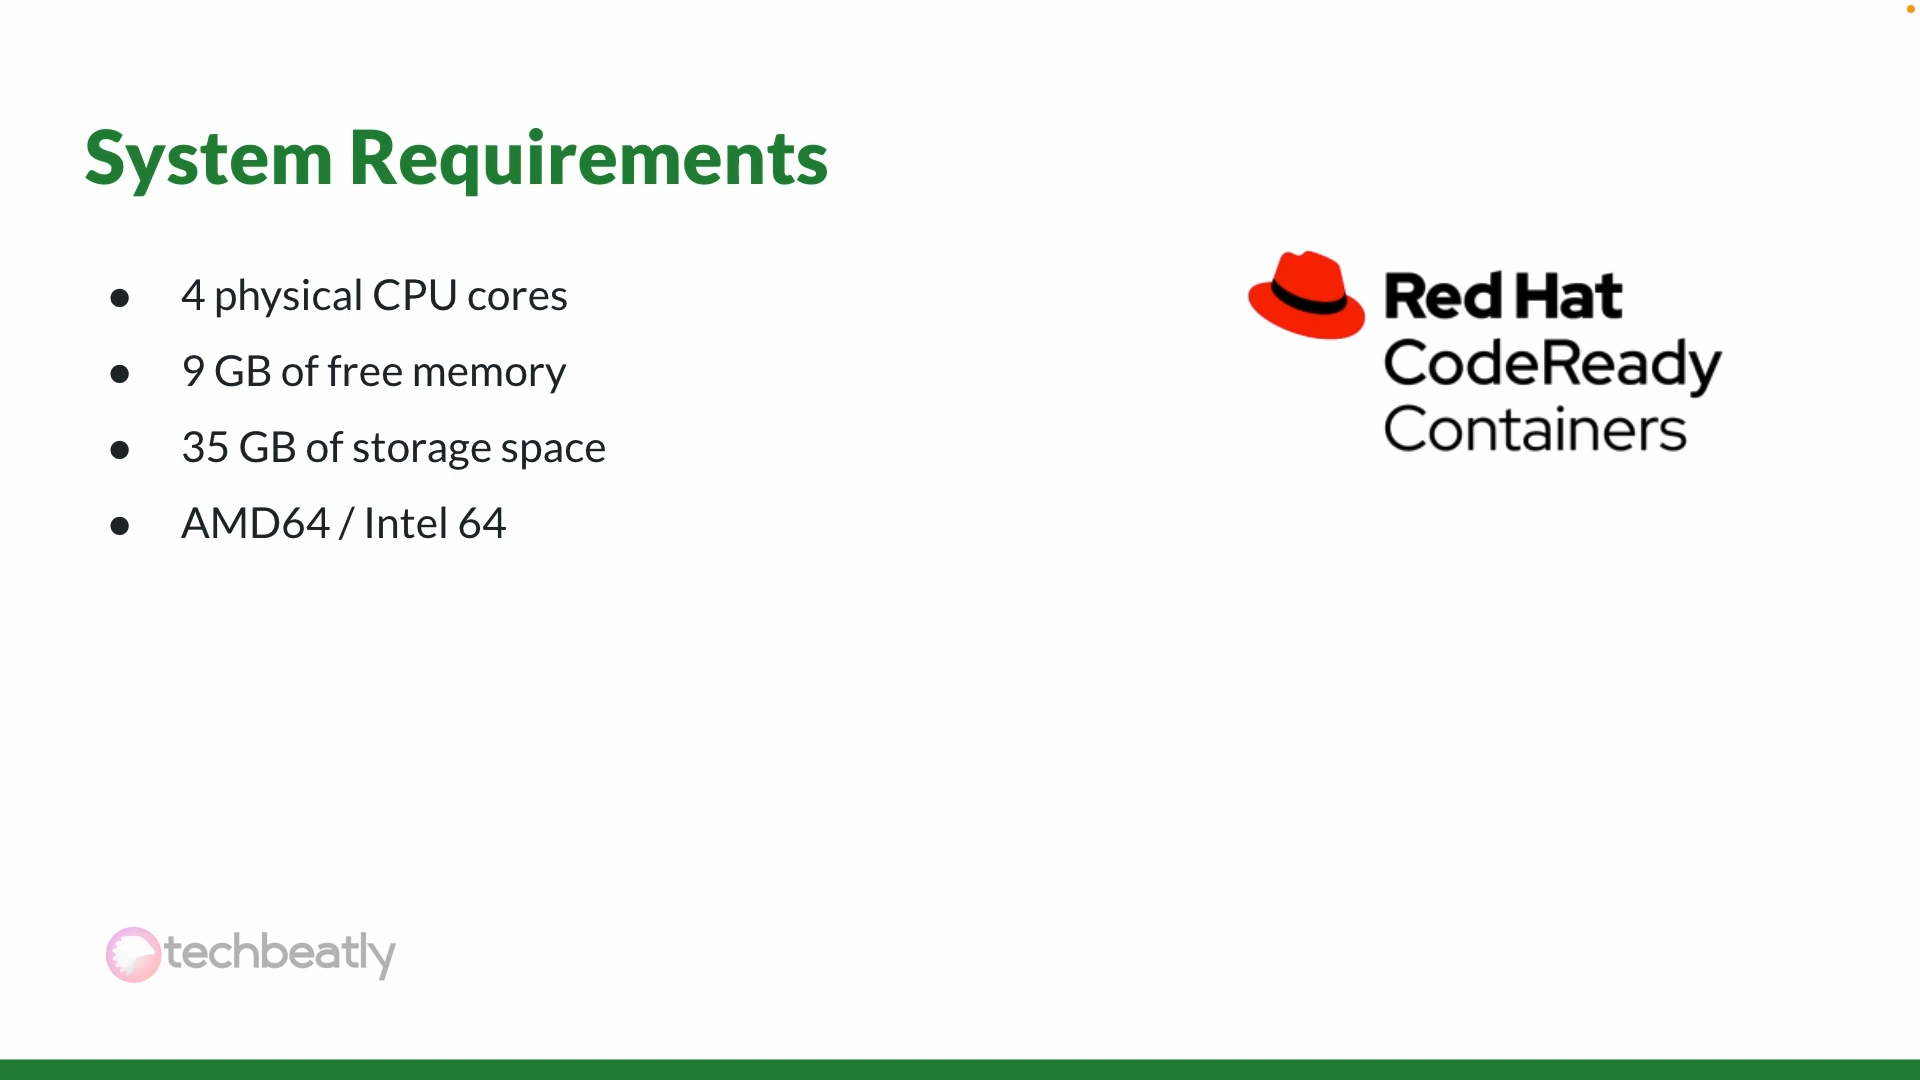 System Requirements
● 4 physical CPU cores
● 9 GB of free memory
● 35 GB of storage space
● AMD64 / Intel 64
Red Hat
CodeReady
Containers
techbeatly